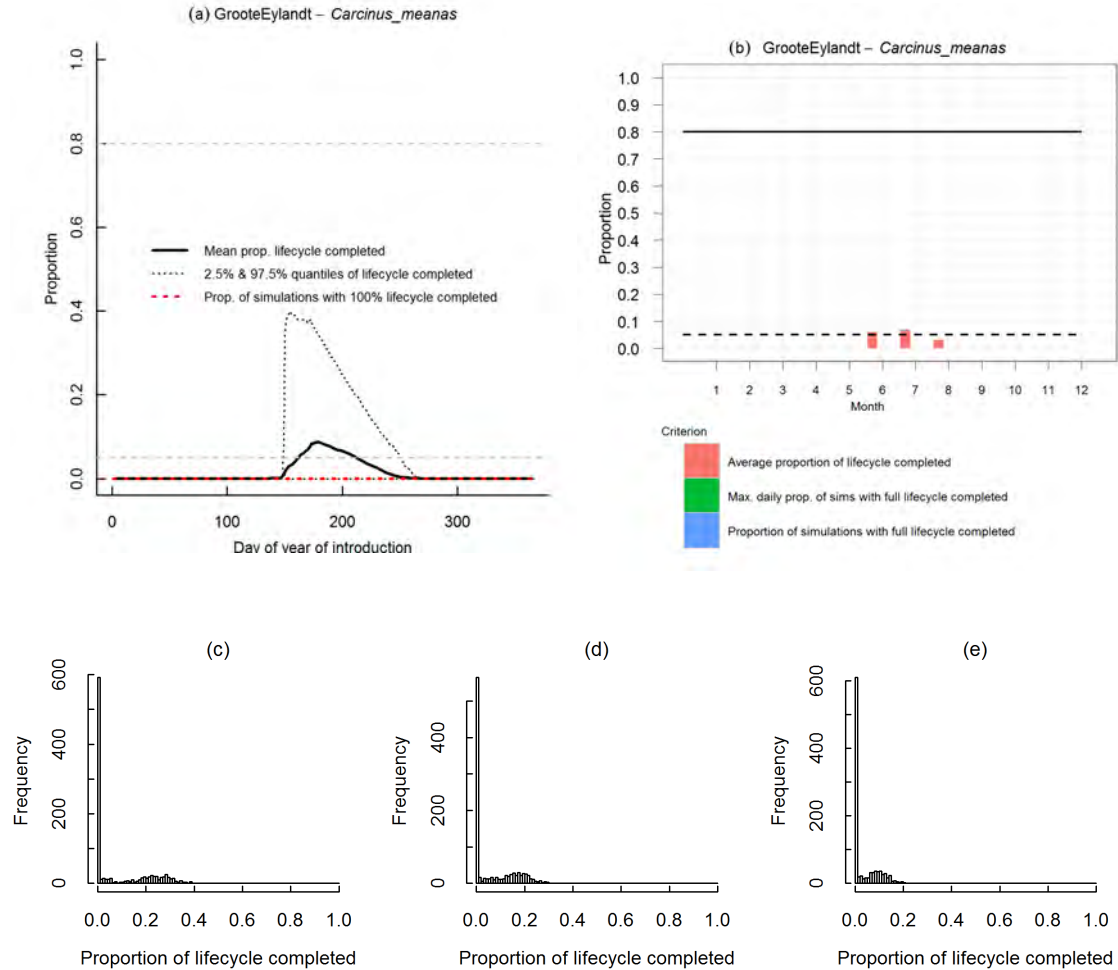 (a) GrooteEylandt – Carcinus_meanas
Proportion
1.0
0.8
0.6
0.4
0.2
0.0
Mean prop. lifecycle completed
2.5% & 97.5% quantiles of lifecycle completed
Prop. of simulations with 100% lifecycle completed
0 100 200 300
Day of year of introduction
(b) GrooteEylandt – Carcinus_meanas
Proportion
1.0
0.9
0.8
0.7
0.6
0.5
0.4
0.3
0.2
0.1
0.0
1 2 3 4 5 6 7 8 9 10 11 12
Month
Criterion
Average proportion of lifecycle completed
Max. daily prop. of sims with full lifecycle completed
Proportion of simulations with full lifecycle completed
(c)
Frequency
600
400
200
0
0.0 0.2 0.4 0.6 0.8 1.0
Proportion of lifecycle completed
(d)
Frequency
400
200
0
0.0 0.2 0.4 0.6 0.8 1.0
Proportion of lifecycle completed
(e)
Frequency
600
400
200
0
0.0 0.2 0.4 0.6 0.8 1.0
Proportion of lifecycle completed